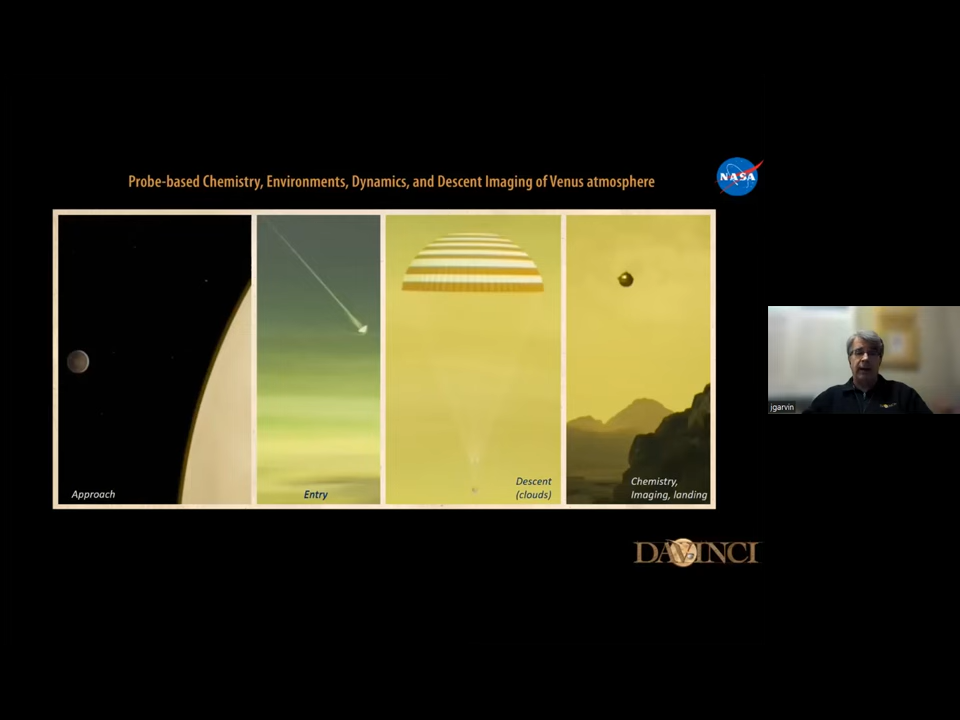 Probe-based Chemistry, Environments, Dynamics, and Descent Imaging of Venus atmosphere
NASA
Approach
Entry
Descent
(clouds)
Chemistry,
Imaging, landing
jgarvin
DAVINCI